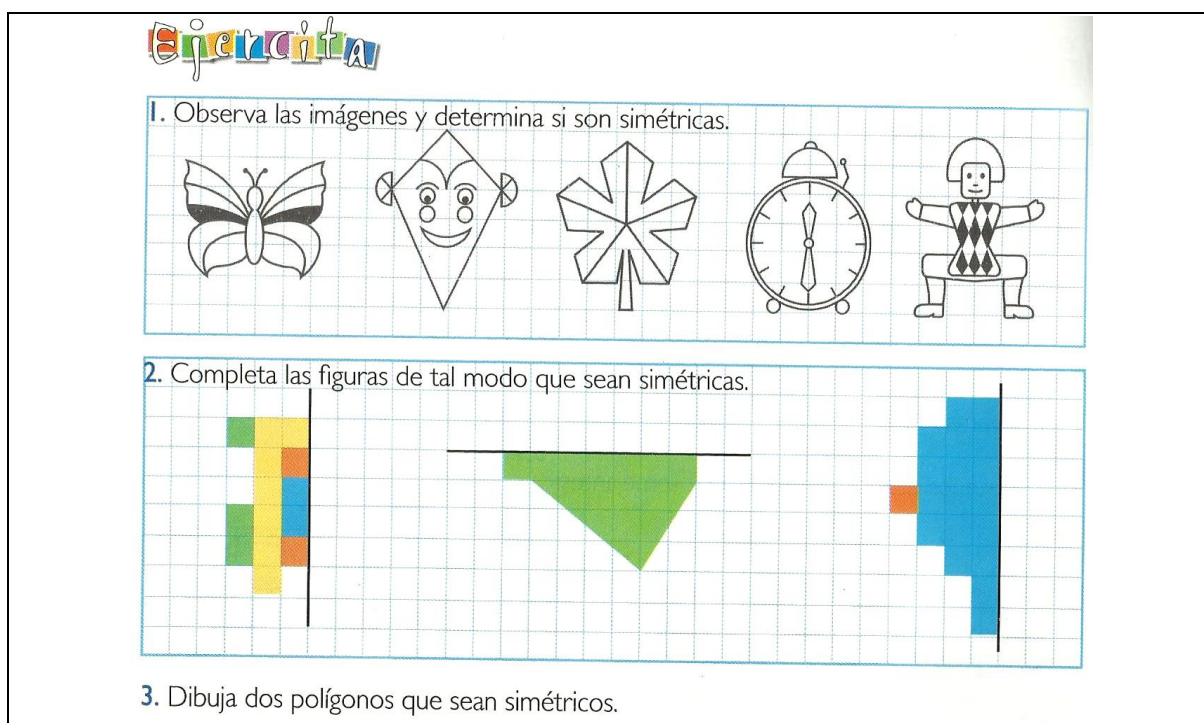 Ejercita
1. Observa las imágenes y determina si son simétricas.
2. Completa las figuras de tal modo que sean simétricas.
3. Dibuja dos polígonos que sean simétricos.